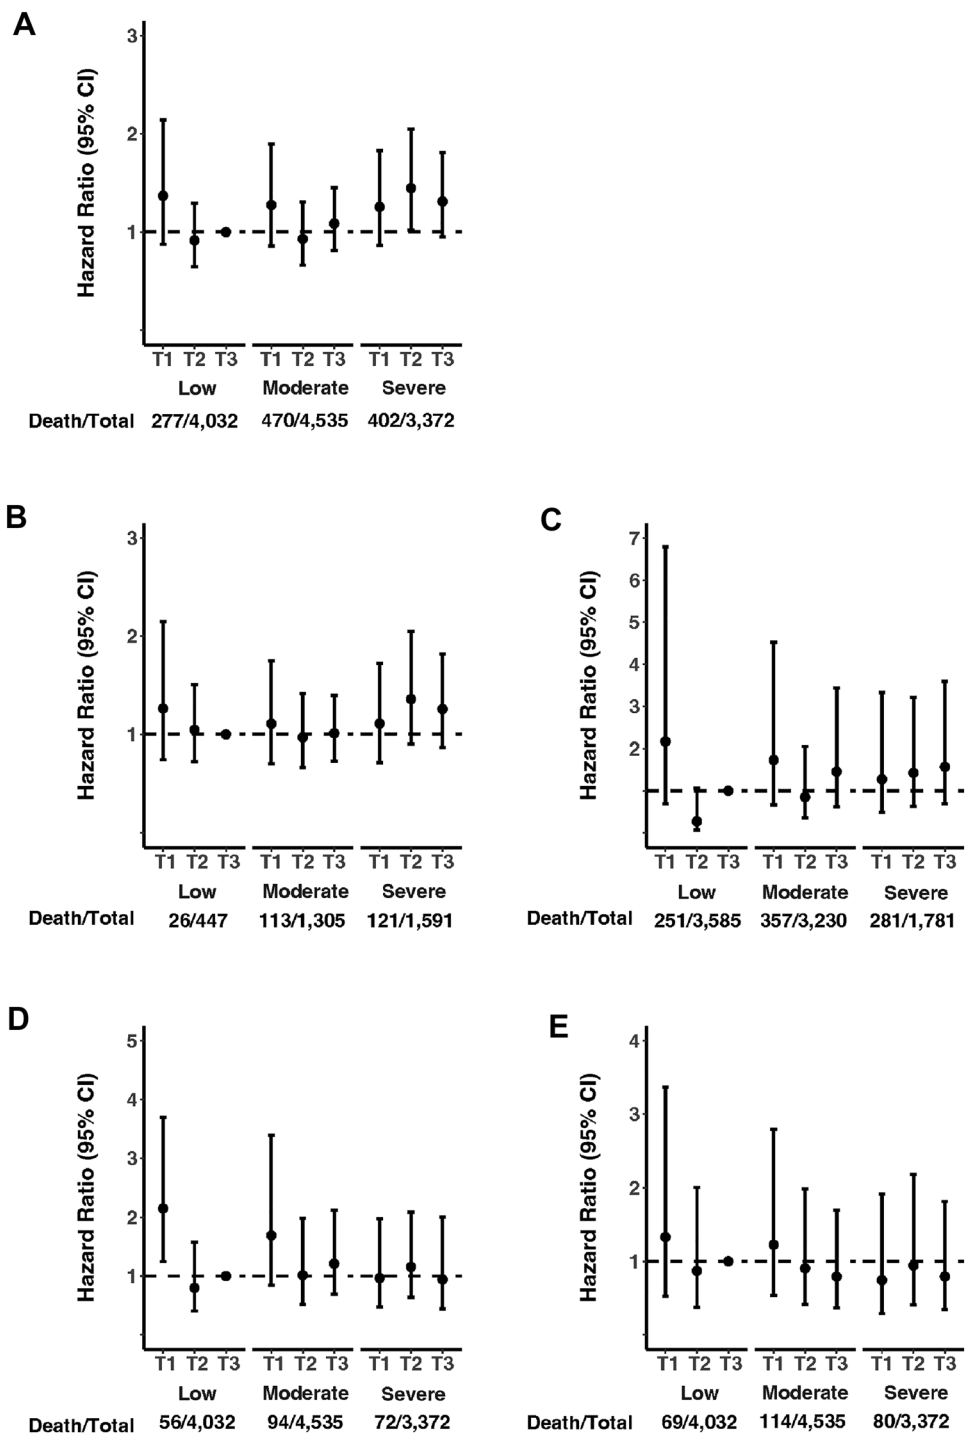 A
Hazard Ratio (95% CI)
3
2
1
T1 T2 T3 T1 T2 T3 T1 T2 T3
Low Moderate Severe
Death/Total 277/4,032 470/4,535 402/3,372
B
Hazard Ratio (95% CI)
3
2
1
T1 T2 T3 T1 T2 T3 T1 T2 T3
Low Moderate Severe
Death/Total 26/447 113/1,305 121/1,591
C
Hazard Ratio (95% CI)
7
6
5
4
3
2
T1 T2 T3 T1 T2 T3 T1 T2 T3
Low Moderate Severe
Death/Total 251/3,585 357/3,230 281/1,781
D
Hazard Ratio (95% CI)
5
4
3
2
1
T1 T2 T3 T1 T2 T3 T1 T2 T3
Low Moderate Severe
Death/Total 56/4,032 94/4,535 72/3,372
E
Hazard Ratio (95% CI)
4
3
2
1
T1 T2 T3 T1 T2 T3 T1 T2 T3
Low Moderate Severe
Death/Total 69/4,032 114/4,535 80/3,372